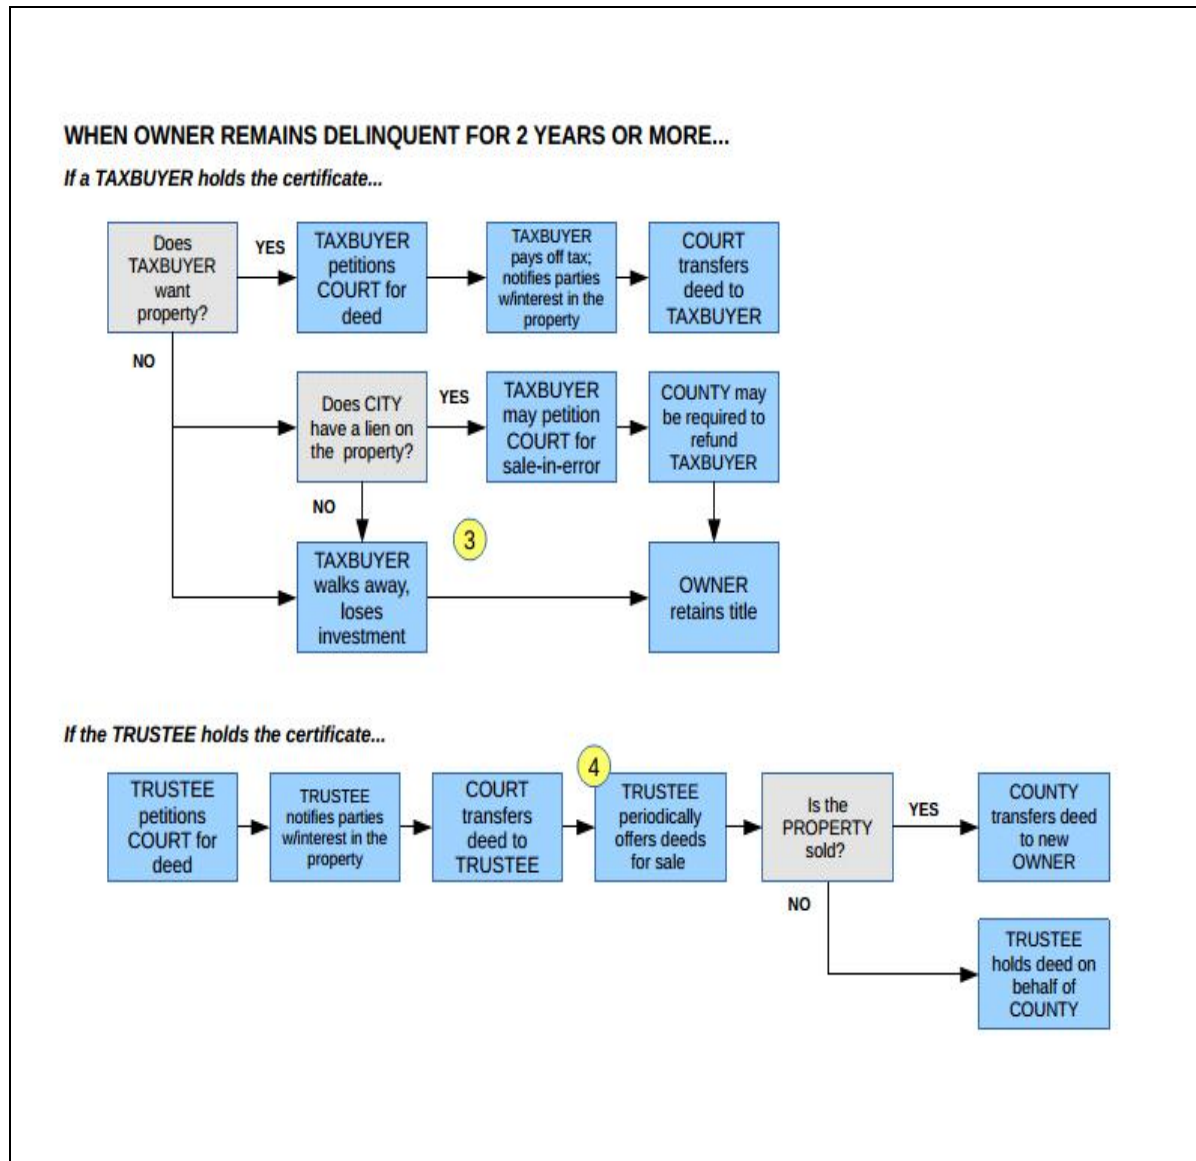 WHEN OWNER REMAINS DELINQUENT FOR 2 YEARS OR MORE...
If a TAXBUYER holds the certificate...
Does
TAXBUYER
want
property?
YES
TAXBUYER
petitions
COURT for
deed
TAXBUYER
pays off tax;
notifies parties
w/interest in the
property
COURT
transfers
deed to
TAXBUYER
NO
Does CITY
have a lien on
the property?
YES
TAXBUYER
may petition
COURT for
sale-in-error
COUNTY may
be required to
refund
TAXBUYER
NO
3
TAXBUYER
walks away,
loses
investment
OWNER
retains title
If the TRUSTEE holds the certificate...
TRUSTEE
petitions
COURT for
deed
TRUSTEE
notifies parties
w/interest in the
property
COURT
transfers
deed to
TRUSTEE
4
TRUSTEE
periodically
offers deeds
for sale
Is the
PROPERTY
sold?
YES
COUNTY
transfers deed
to new
OWNER
NO
TRUSTEE
holds deed on
behalf of
COUNTY